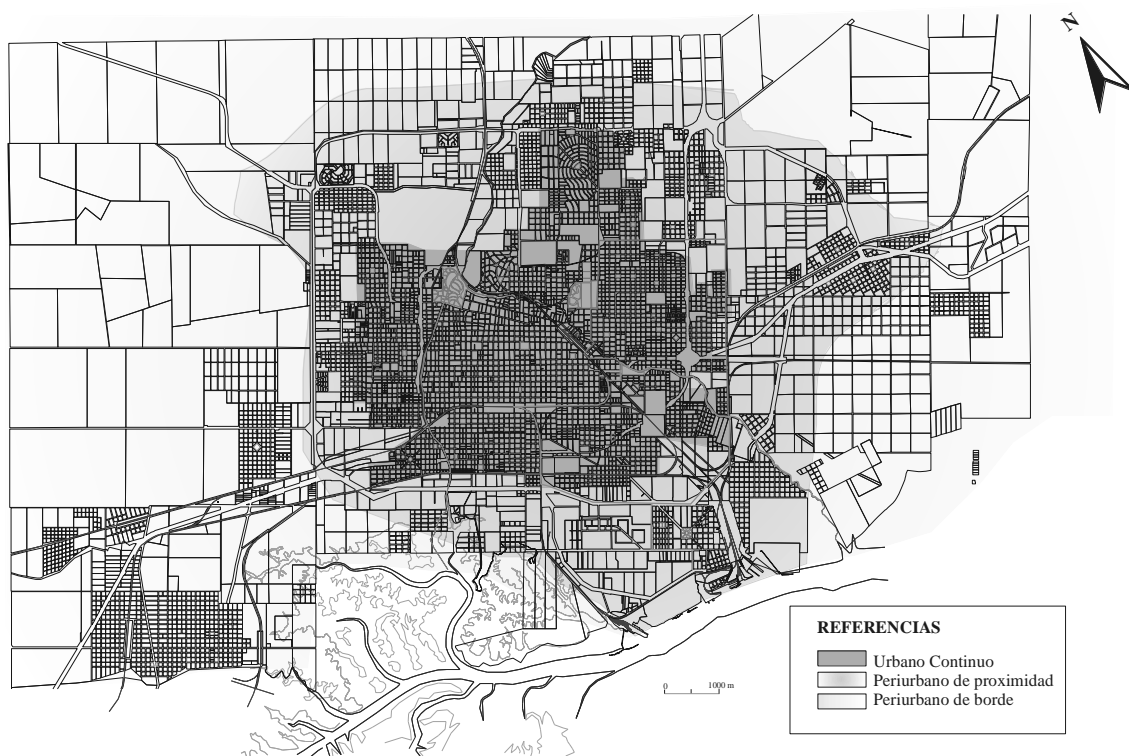 N
REFERENCIAS
Urbano Continuo
Periurbano de proximidad
Periurbano de borde
0 1000 m